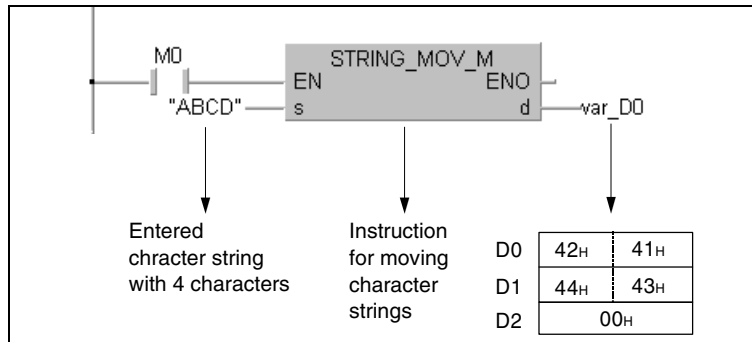 M0
STRING_MOV_M
EN ENO
"ABCD" s d var_D0
Entered
chracter string
with 4 characters
Instruction
for moving
character
strings
D0 42H 41H
D1 44H 43H
D2 00H